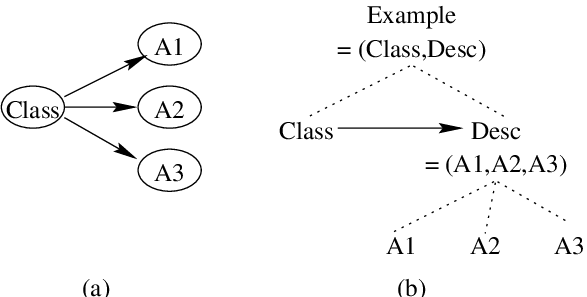 A1
Class
A2
A3
(a)
Example
= (Class,Desc)
Class
Desc
= (A1,A2,A3)
A1 A2 A3
(b)